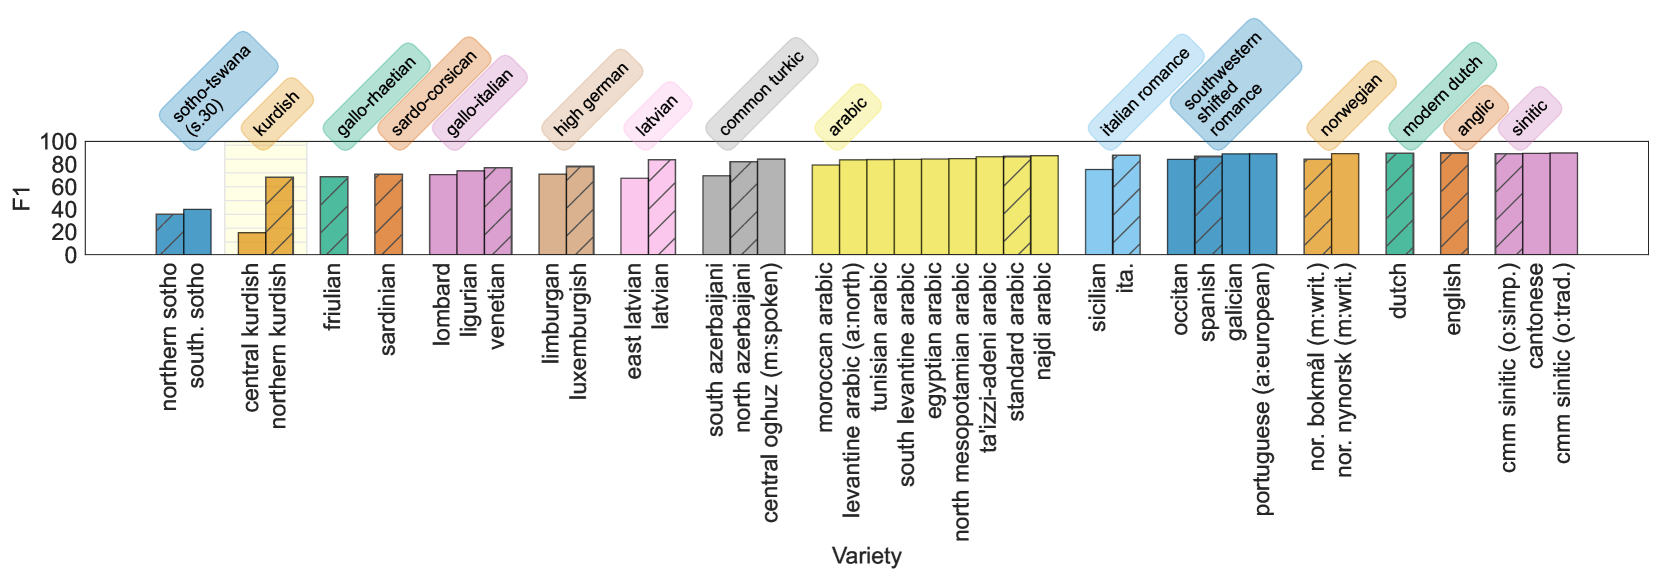 sotho-tswana
(s.30)
kurdish
gallo-rhaetian
sardo-corsican
gallo-italian
high german
latvian
common turkic
arabic
italian romance
southwestern
shifted
romance
norwegian
modern dutch
anglic
sinitic
F1
100
80
60
40
20
0
northern sotho
south. sotho
central kurdish
northern kurdish
friulian
sardinian
lombard
ligurian
venetian
limburgan
luxemburgish
east latvian
latvian
south azerbaijani
north azerbaijani
central oghuz (m:spoken)
moroccan arabic
levantine arabic (a:north)
tunisian arabic
south levantine arabic
egyptian arabic
north mesopotamian arabic
ta'izzi-adeni arabic
standard arabic
najdi arabic
sicilian
ita.
occitan
spanish
galician
portuguese (a:european)
nor. bokmål (m:writ.)
nor. nynorsk (m:writ.)
dutch
english
cmm sinitic (o:simp.)
cantonese
cmm sinitic (o:trad.)
Variety